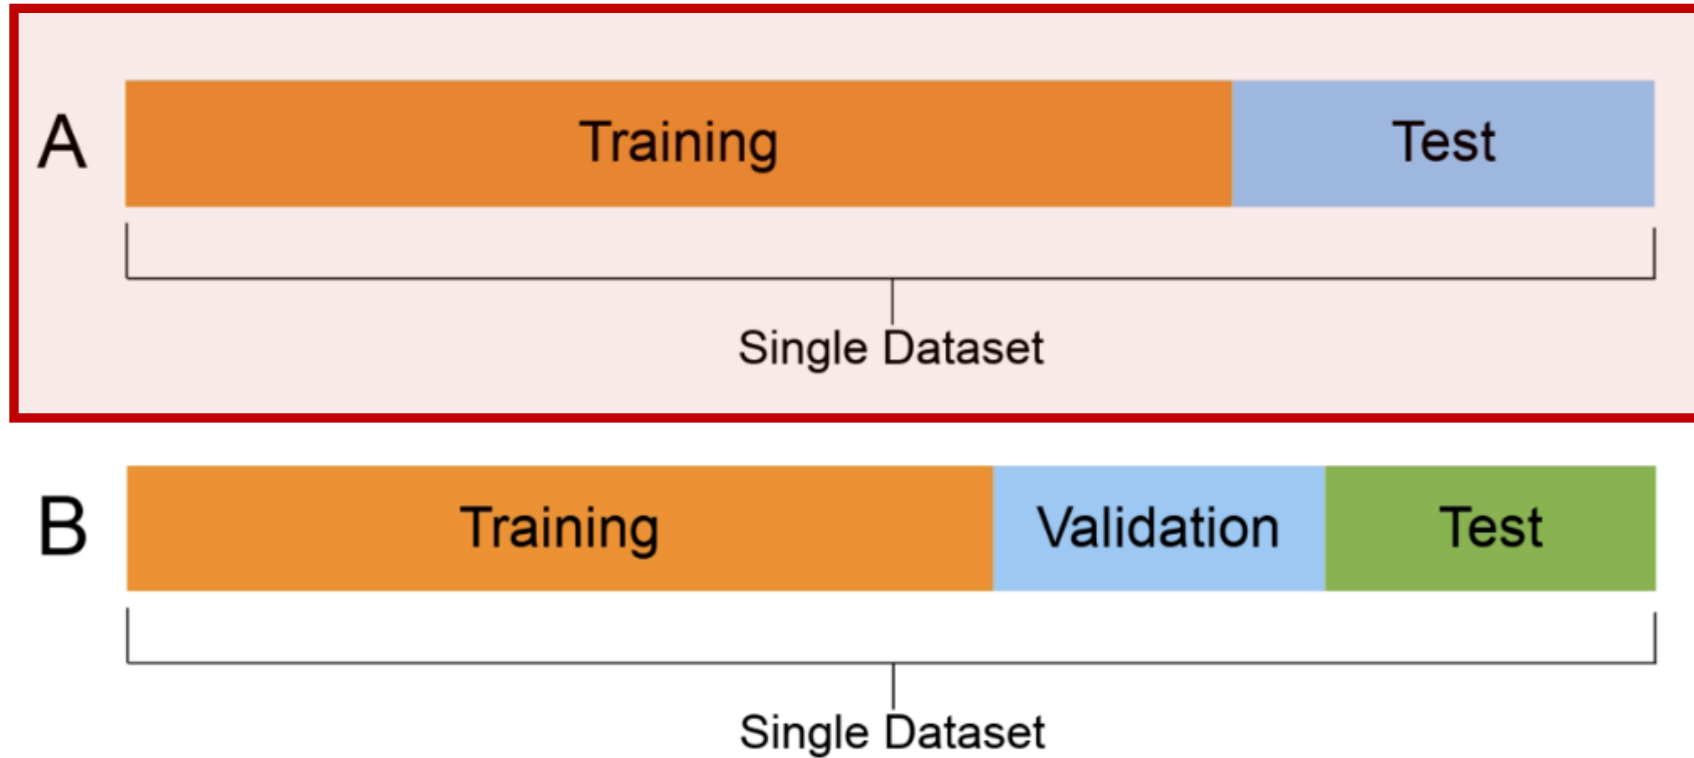 A Training Test
Single Dataset
B Training Validation Test
Single Dataset